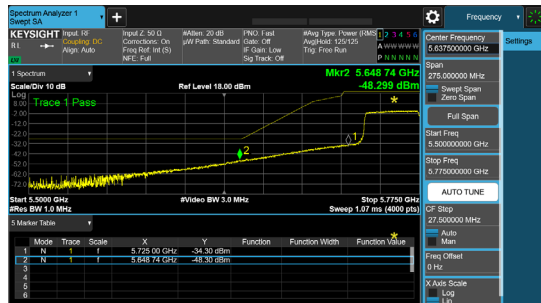 Spectrum Analyzer 1
Swept SA
Frequency
KEYSIGHT Input: RF Input Z: 50 Ω #Atten: 20 dB PNO: Fast #Avg Type: Power (RMS 1 2 3 4 5 6
RL Coupling: DC Corrections: On µW Path: Standard Gate: Off Avg|Hold: 125/125 A W W W W W
Align: Auto Freq Ref: Int (S) IF Gain: Low Trig: Free Run P N N N N N
LXI NFE: Full Sig Track: Off
1 Spectrum
Mkr2 5.648 74 GHz
Scale/Div 10 dB Ref Level 18.00 dBm -48.299 dBm
Log
Trace 1 Pass
8.00
-2.00
-12.0
-22.0
-32.0
-42.0
-52.0
-62.0
-72.0
1
2
Start 5.5000 GHz #Video BW 3.0 MHz Stop 5.7750 GHz
#Res BW 1.0 MHz Sweep 1.07 ms (4000 pts)
5 Marker Table
Mode Trace Scale X Y Function Function Width Function Value
1 N 1 f 5.725 00 GHz -34.30 dBm
2 N 1 f 5.648 74 GHz -48.30 dBm
3
4
5
6
Center Frequency
5.637500000 GHz
Settings
Span
275.000000 MHz
Swept Span
Zero Span
Full Span
Start Freq
5.500000000 GHz
Stop Freq
5.775000000 GHz
AUTO TUNE
CF Step
27.500000 MHz
Auto
Man
Freq Offset
0 Hz
X Axis Scale
Log
Lin